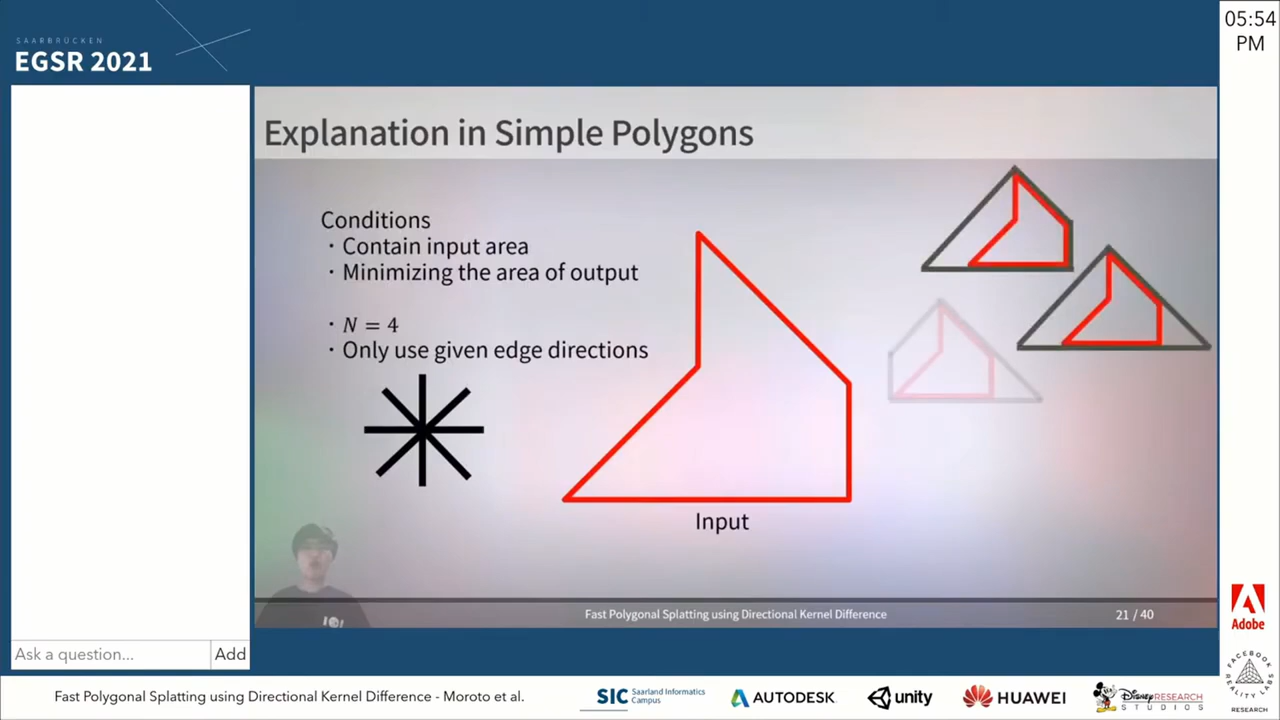 SAARBRÜCKEN
EGSR 2021
05:54
PM
Explanation in Simple Polygons
Conditions
・Contain input area
・Minimizing the area of output
・N = 4
・Only use given edge directions
Input
Fast Polygonal Splatting using Directional Kernel Difference
21 / 40
Ask a question...
Add
Adobe
FACEBOOK
REALITY LABS
RESEARCH
Fast Polygonal Splatting using Directional Kernel Difference - Moroto et al.
SIC Saarland Informatics
Campus
AUTODESK
unity
HUAWEI
Disney RESEARCH
STUDIOS